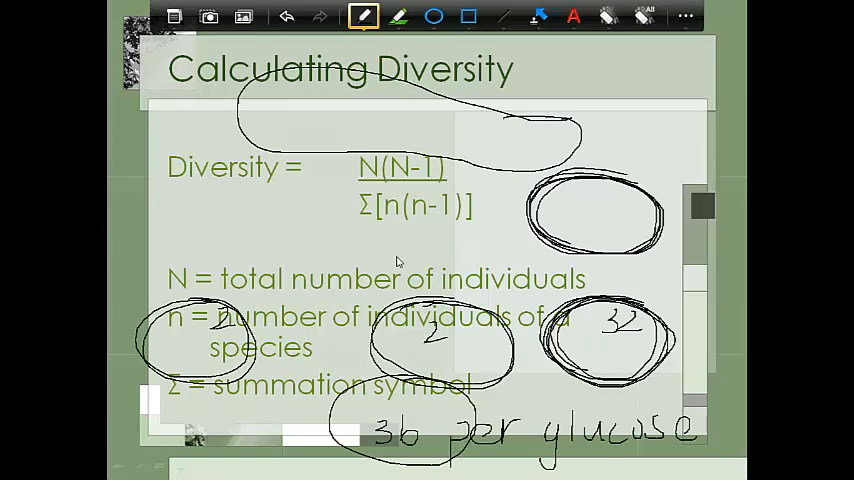 All
A
Calculating Diversity
Diversity = N(N-1)
Σ[n(n-1)]
N = total number of individuals
n = number of individuals of a
species
Σ = summation symbol
2
2
32
36 per glucose